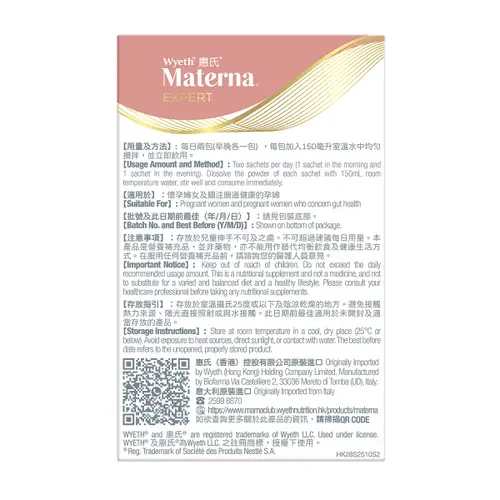 Wyeth® 惠氏®
Materna
EXPERT
【用量及方法】: 每日兩包(早晚各一包) ，每包加入150毫升室溫水中均勻
攪拌，並立即飲用。
【Usage Amount and Method】: Two sachets per day (1 sachet in the morning and
1 sachet in the evening). Dissolve the powder of each sachet with 150mL room
temperature water, stir well and consume immediately.
【適用於】: 懷孕婦女及關注腸道健康的孕婦
【Suitable For】: Pregnant women and pregnant women who concern gut health
【批號及此日期前最佳（年/月/日）】: 請見包裝底部。
【Batch No. and Best Before (Y/M/D)】: Shown on bottom of package.
【注意事項】: 存放於兒童伸手不可及之處。不可超過建議每日用量。本
產品是營養補充品，並非藥物，亦不能用作替代均衡飲食及健康生活方
式。在服用任何營養補充品前，請諮詢您的醫護人員意見。
【Important Notice】: Keep out of reach of children. Do not exceed the daily
recommended usage amount. This is a nutritional supplement and not a medicine, and not
to substitute for a varied and balanced diet and a healthy lifestyle. Please consult your
healthcare professional before taking any nutritional supplements.
【存放指引】: 存放於室溫攝氏25度或以下及陰涼乾燥的地方。避免接觸
熱力來源、陽光直接照射或與水接觸。此日期前最佳適用於未開封及適
當存放的產品。
【Storage Instructions】: Store at room temperature in a cool, dry place (25°C or
below). Avoid exposure to heat sources, direct sunlight, or contact with water. The best before
date refers to the unopened, properly stored product.
惠氏（香港）控股有限公司原裝進口 Originally Imported
by Wyeth (Hong Kong) Holding Company Limited. Manufactured
by Biofarma Via Castelliere 2, 33036 Mereto di Tomba (UD), Italy.
意大利原裝進口 Originally Imported from Italy
☎ 2599 8870
https://www.mamaclub.wyethnutrition.hk/products/materna
如欲查詢更多關於此產品的資訊，請掃描QR CODE
WYETH® and 惠氏® are registered trademarks of Wyeth LLC. Used under license.
WYETH® 及惠氏®為Wyeth LLC. 之註冊商標，授權下使用。
® Reg. Trademark of Société des Produits Nestlé S.A.
HK28S2510S2